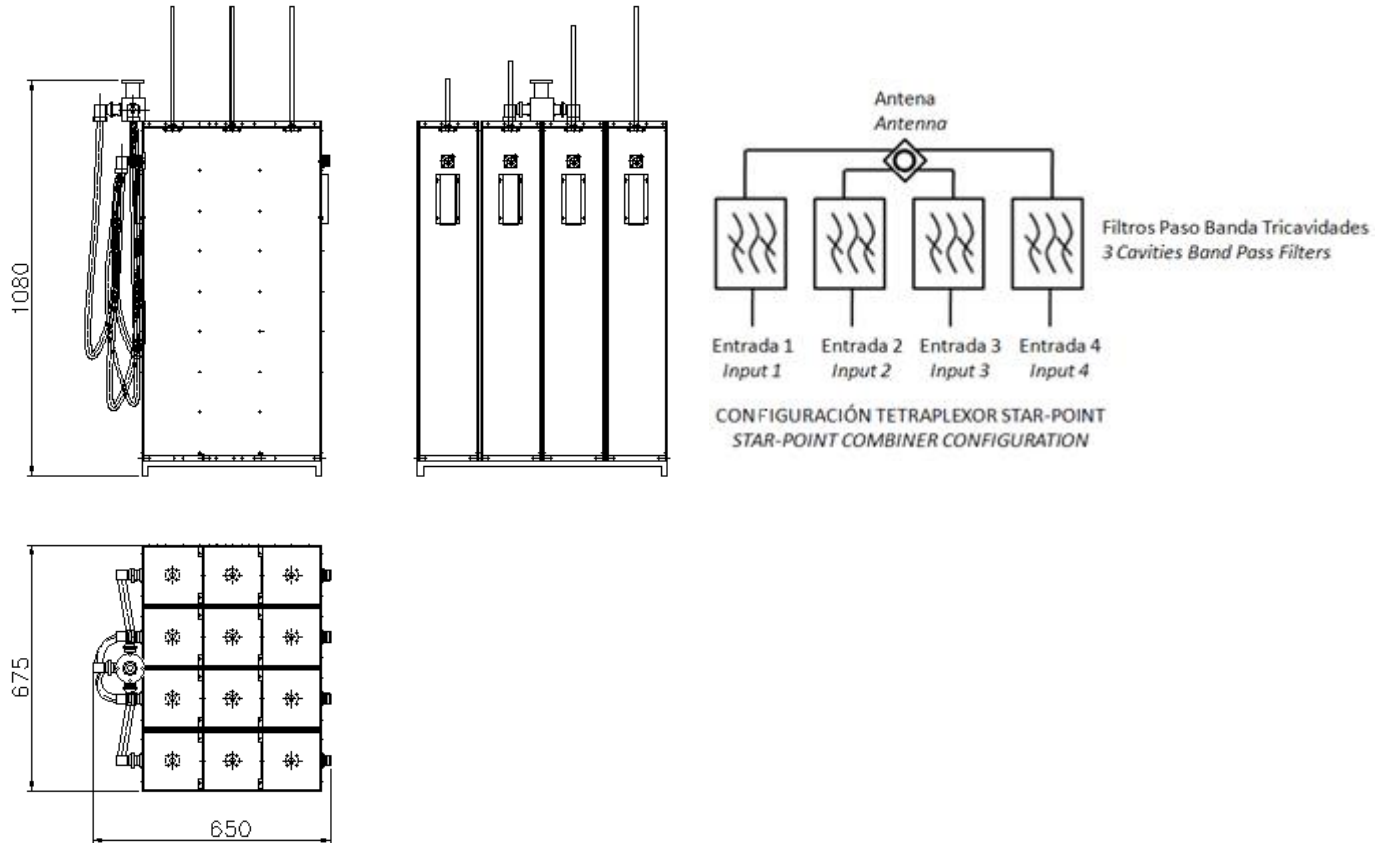 1080
Antena
Antenna
Filtros Paso Banda Tricavidades
3 Cavities Band Pass Filters
Entrada 1 Entrada 2 Entrada 3 Entrada 4
Input 1 Input 2 Input 3 Input 4
CONFIGURACIÓN TETRAPLEXOR STAR-POINT
STAR-POINT COMBINER CONFIGURATION
675
650